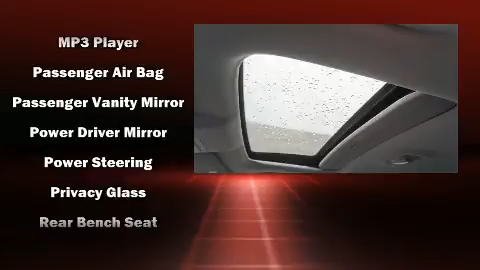 MP3 Player
Passenger Air Bag
Passenger Vanity Mirror
Power Driver Mirror
Power Steering
Privacy Glass
Rear Bench Seat